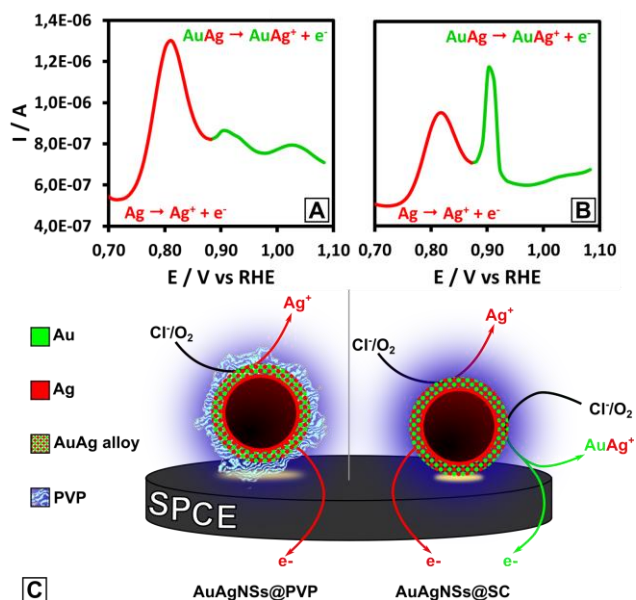 AuAg → AuAg⁺ + e⁻
Ag → Ag⁺ + e⁻
A
I / A
1,4E-06
1,2E-06
1,0E-06
8,0E-07
6,0E-07
4,0E-07
0,70 0,80 0,90 1,00 1,10
E / V vs RHE
AuAg → AuAg⁺ + e⁻
Ag → Ag⁺ + e⁻
B
0,70 0,80 0,90 1,00 1,10
E / V vs RHE
Au
Ag
AuAg alloy
PVP
Cl⁻/O₂
Ag⁺
Cl⁻/O₂
Ag⁺
Cl⁻/O₂
AuAg⁺
SPCE
e-
e-
e-
C
AuAgNSs@PVP
AuAgNSs@SC